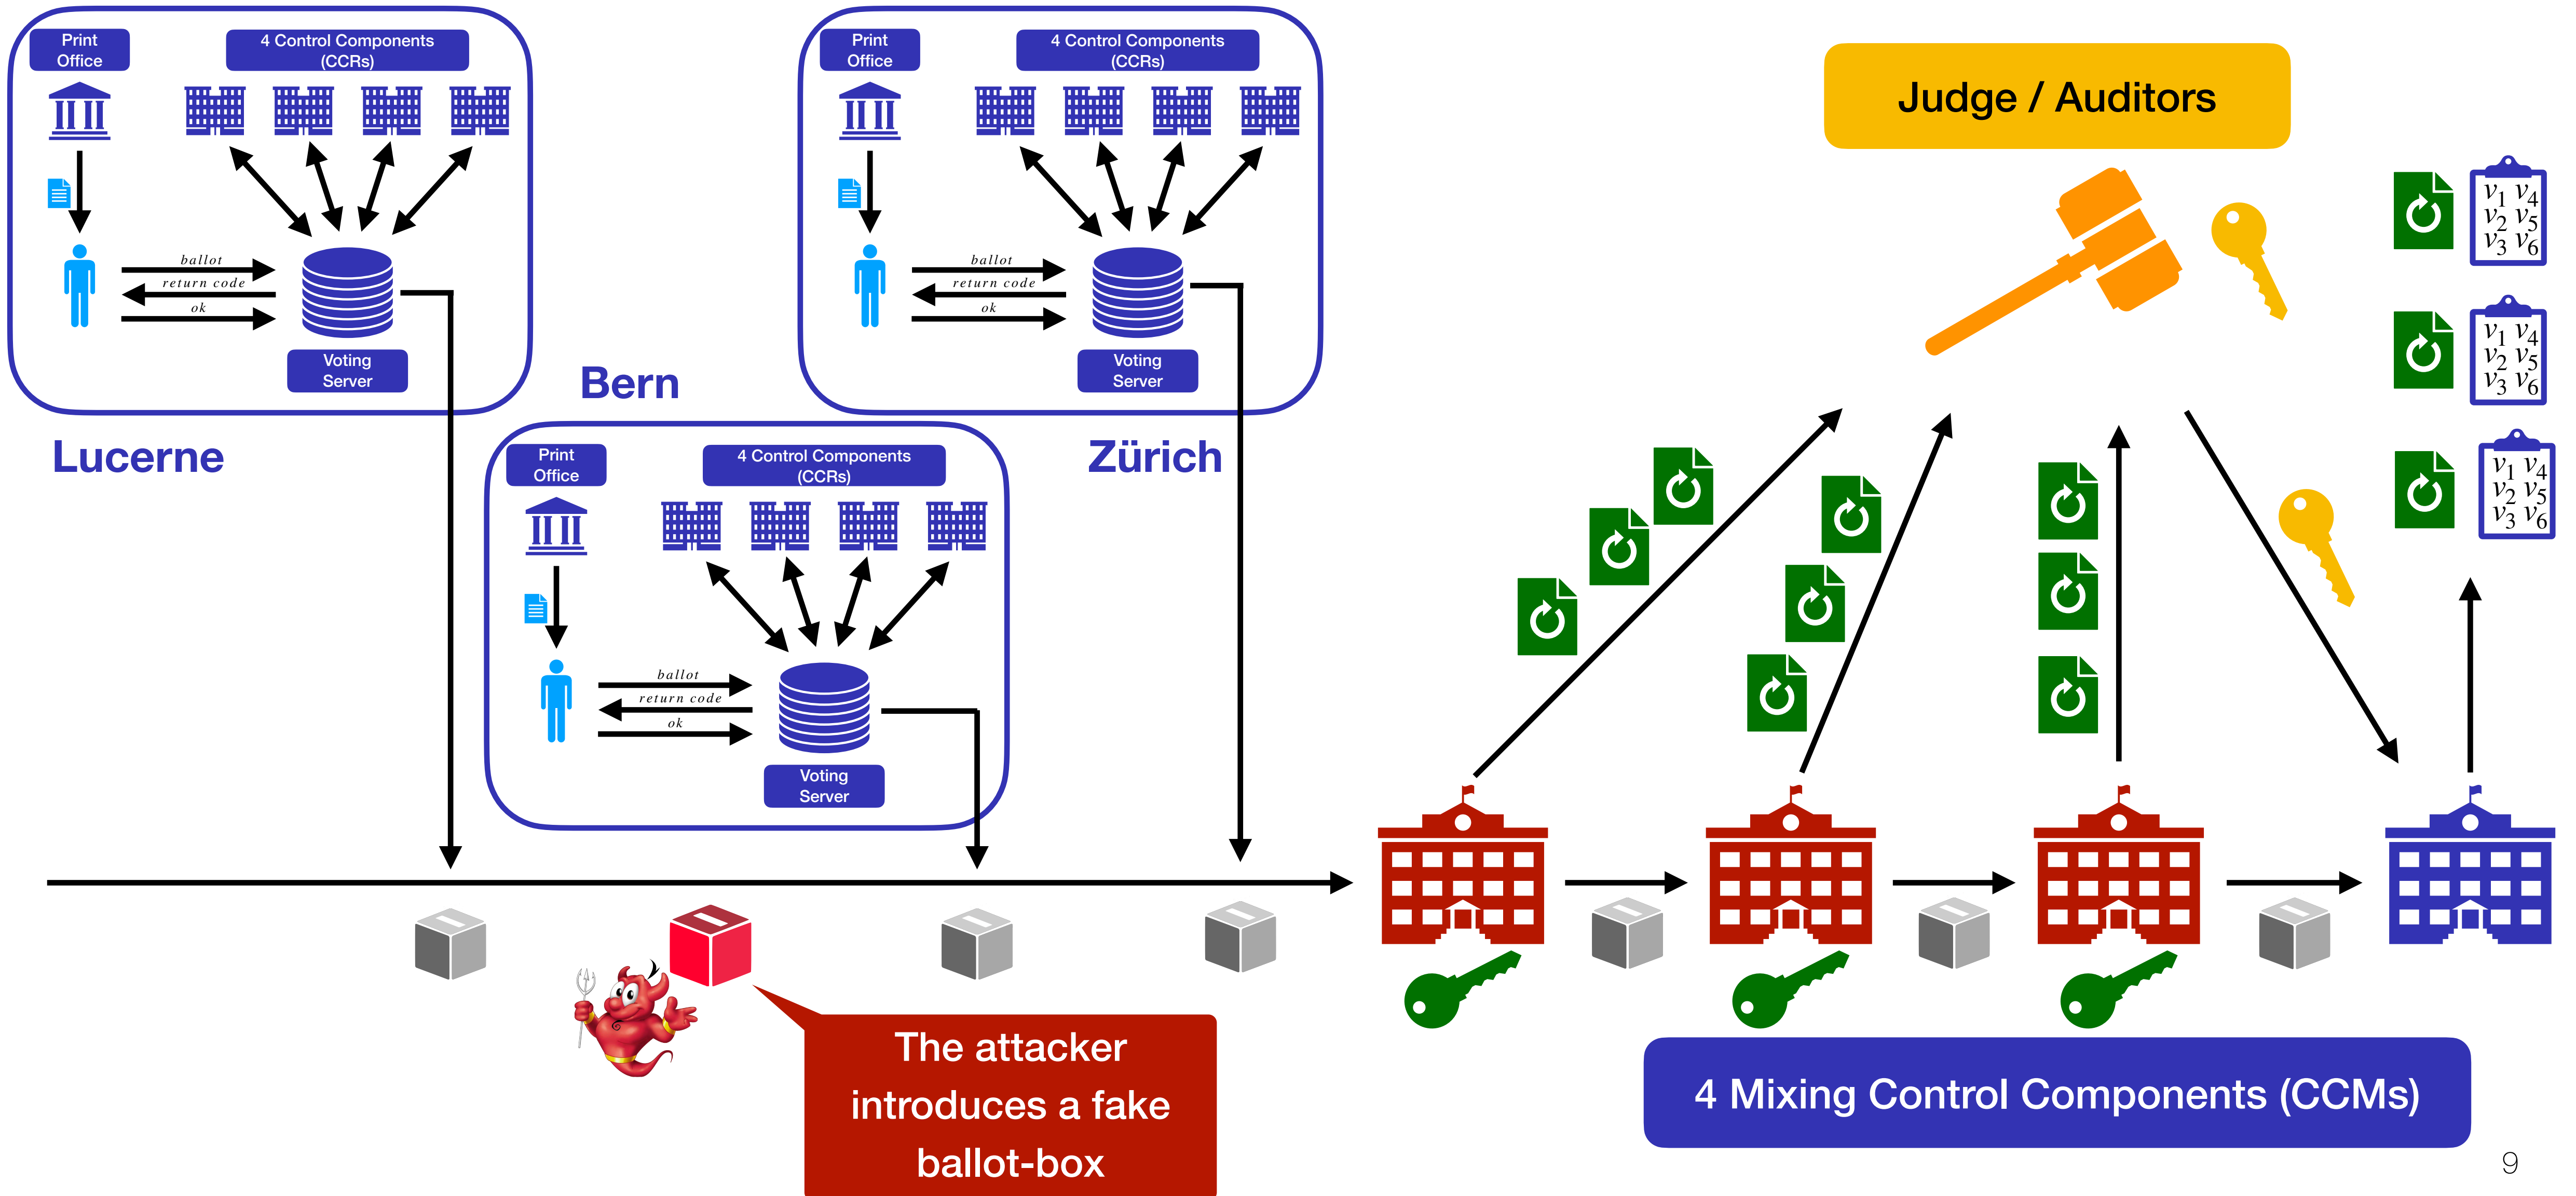 Print
Office
4 Control Components
(CCRs)
ballot
return code
ok
Voting
Server
Lucerne
Bern
Print
Office
4 Control Components
(CCRs)
ballot
return code
ok
Voting
Server
Zürich
Print
Office
4 Control Components
(CCRs)
ballot
return code
ok
Voting
Server
The attacker
introduces a fake
ballot-box
Judge / Auditors
v1 v4
v2 v5
v3 v6
v1 v4
v2 v5
v3 v6
v1 v4
v2 v5
v3 v6
4 Mixing Control Components (CCMs)
9